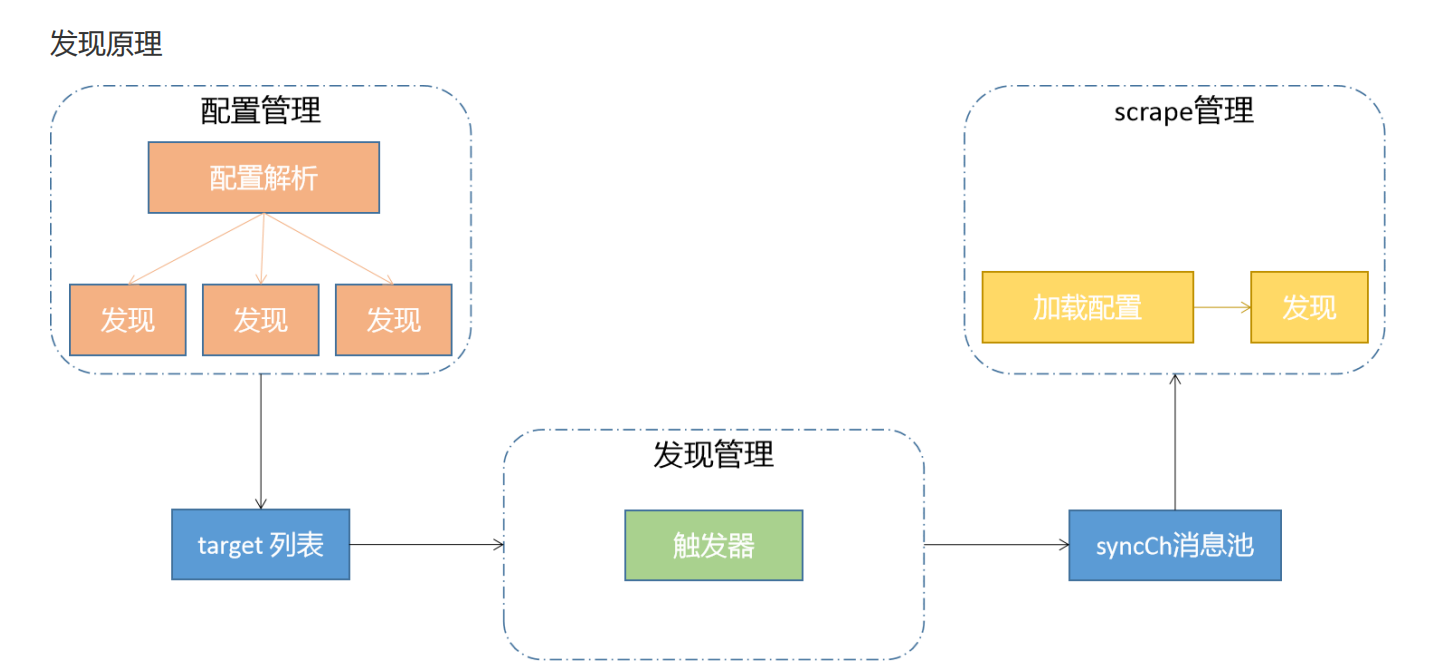 发现原理
配置管理
配置解析
发现
发现
发现
target 列表
发现管理
触发器
syncCh消息池
scrape管理
加载配置
发现